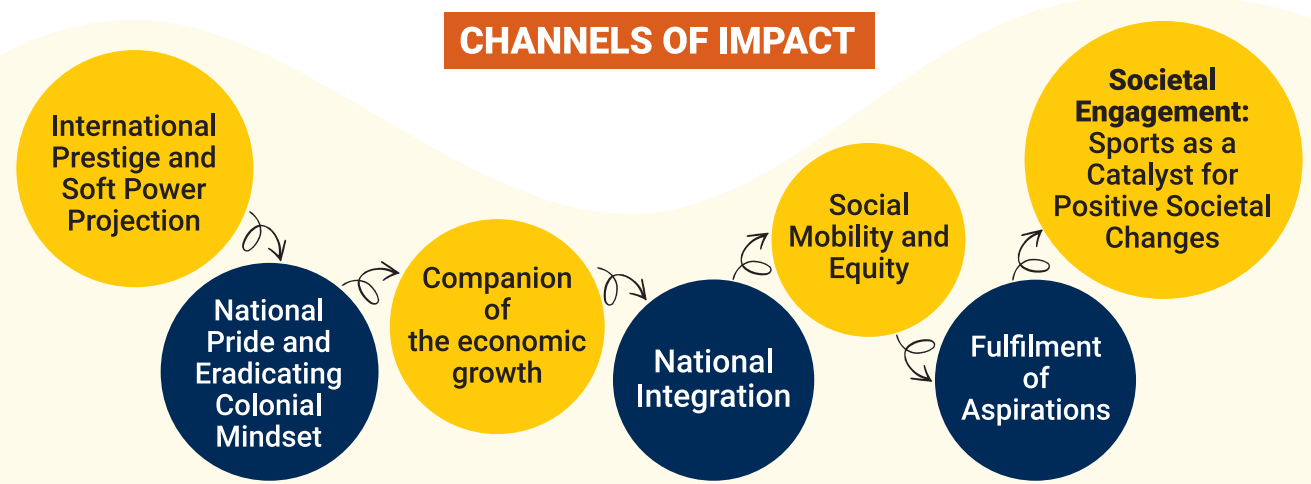 CHANNELS OF IMPACT
International
Prestige and
Soft Power
Projection
National
Pride and
Eradicating
Colonial
Mindset
Companion
of
the economic
growth
National
Integration
Social
Mobility and
Equity
Fulfilment
of
Aspirations
Societal
Engagement:
Sports as a
Catalyst for
Positive Societal
Changes